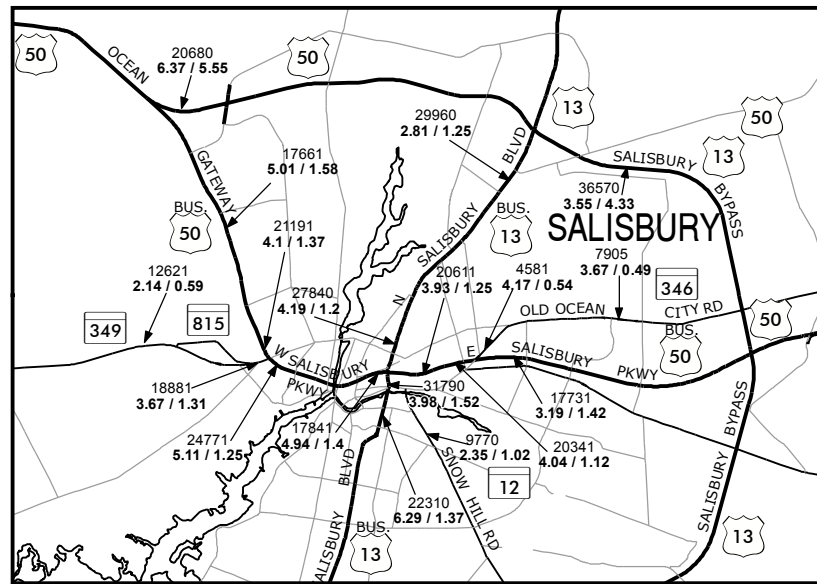 50
OCEAN
20680
6.37 / 5.55
50
29960
2.81 / 1.25
13
50
13
BLVD
SALISBURY
BYPASS
GATEWAY
17661
5.01 / 1.58
36570
3.55 / 4.33
BUS.
50
21191
4.1 / 1.37
BUS.
13
SALISBURY
SALISBURY
N
12621
2.14 / 0.59
27840
4.19 / 1.2
20611
3.93 / 1.25
4581
4.17 / 0.54
7905
3.67 / 0.49
346
349
815
OLD OCEAN
CITY RD
BUS.
50
50
W SALISBURY
PKWY
E
SALISBURY
PKWY
18881
3.67 / 1.31
31790
3.98 / 1.52
17731
3.19 / 1.42
24771
5.11 / 1.25
17841
4.94 / 1.4
9770
2.35 / 1.02
20341
4.04 / 1.12
SNOW HILL RD
12
22310
6.29 / 1.37
BLVD
ALISBURY
BUS.
13
SALISBURY
BYPASS
13